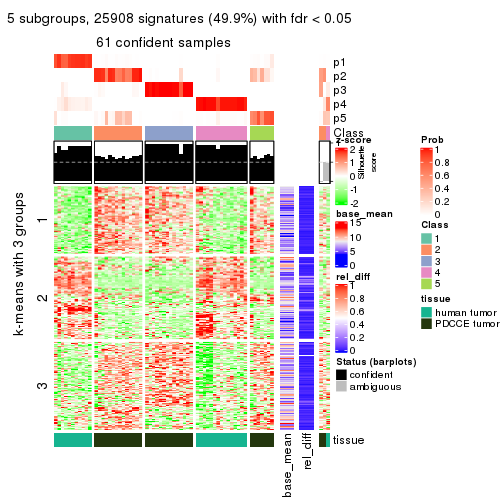 5 subgroups, 25908 signatures (49.9%) with fdr < 0.05
61 confident samples
p1
p2
p3
p4
p5
Class
z-score
2
1
0
-1
-2
Silhouette
score
base_mean
15
10
5
0
rel_diff
1
0.8
0.6
0.4
0.2
0
Status (barplots)
confident
ambiguous
Prob
1
0.8
0.6
0.4
0.2
0
Class
1
2
3
4
5
tissue
human tumor
PDCCE tumor
k-means with 3 groups
1
2
3
base_mean
rel_diff
tissue